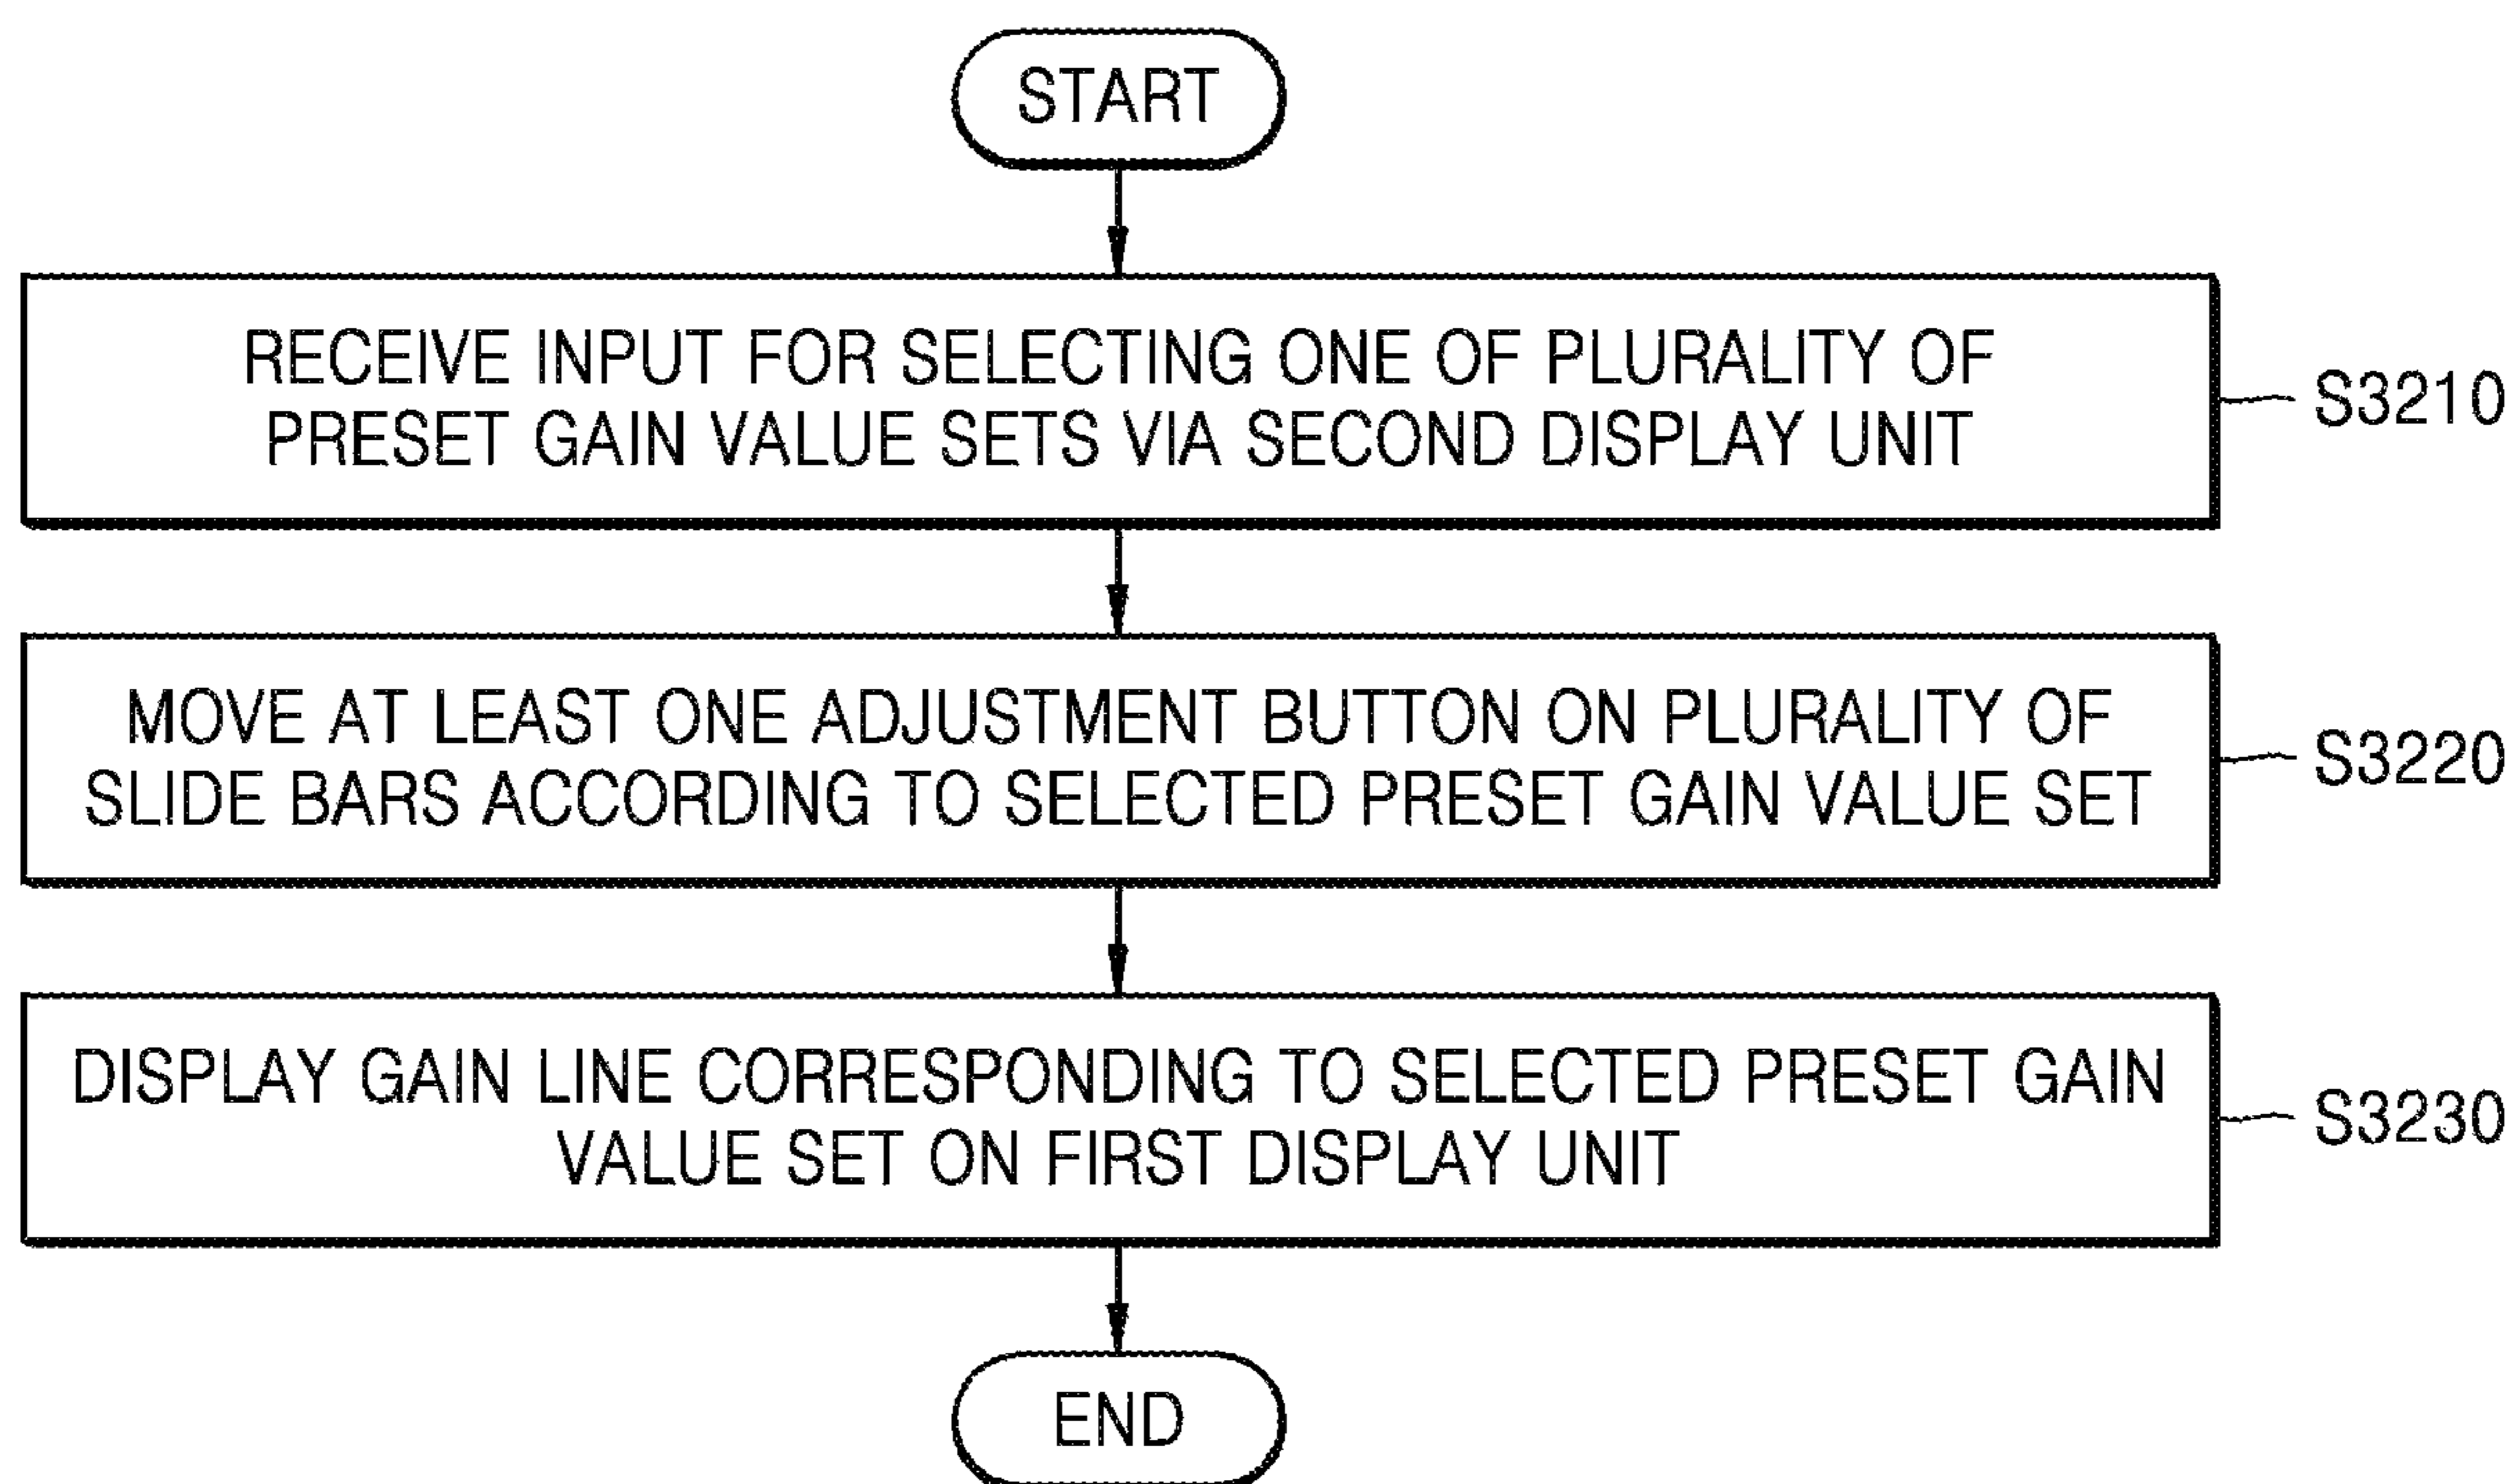 START
RECEIVE INPUT FOR SELECTING ONE OF PLURALITY OF
PRESET GAIN VALUE SETS VIA SECOND DISPLAY UNIT
S3210
MOVE AT LEAST ONE ADJUSTMENT BUTTON ON PLURALITY OF
SLIDE BARS ACCORDING TO SELECTED PRESET GAIN VALUE SET
S3220
DISPLAY GAIN LINE CORRESPONDING TO SELECTED PRESET GAIN
VALUE SET ON FIRST DISPLAY UNIT
S3230
END